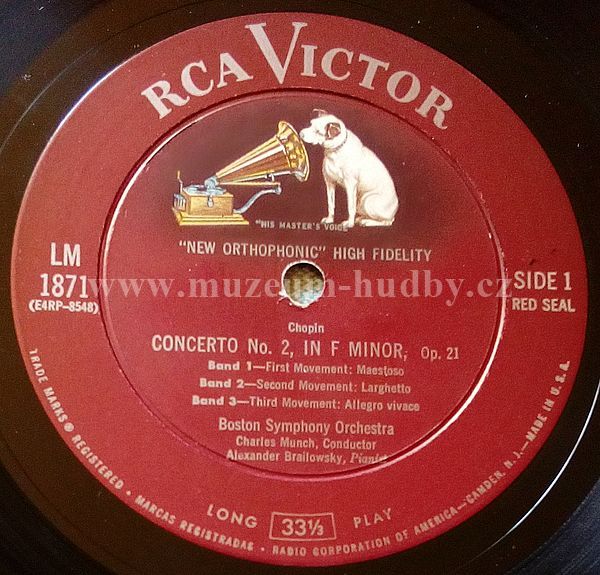 RCA VICTOR
"HIS MASTER'S VOICE"
"NEW ORTHOPHONIC" HIGH FIDELITY
LM
1871
(E4RP-8548)
SIDE 1
RED SEAL
www.muzeum-hudby.cz
Chopin
CONCERTO No. 2, IN F MINOR, Op. 21
Band 1—First Movement: Maestoso
Band 2—Second Movement: Larghetto
Band 3—Third Movement: Allegro vivace
Boston Symphony Orchestra
Charles Munch, Conductor
Alexander Brailowsky, Pianist
LONG 33⅓ PLAY
TRADE MARKS ® REGISTERED • MARCAS REGISTRADAS • RADIO CORPORATION OF AMERICA—CAMDEN, N. J.—MADE IN U.S.A.